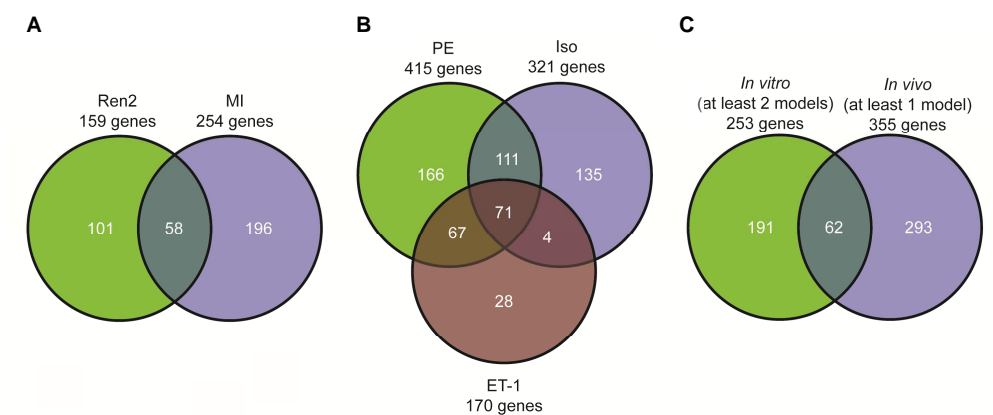 A
Ren2
159 genes
MI
254 genes
101
58
196
B
PE
415 genes
Iso
321 genes
166
111
135
71
67
4
28
ET-1
170 genes
C
In vitro
(at least 2 models)
253 genes
In vivo
(at least 1 model)
355 genes
191
62
293